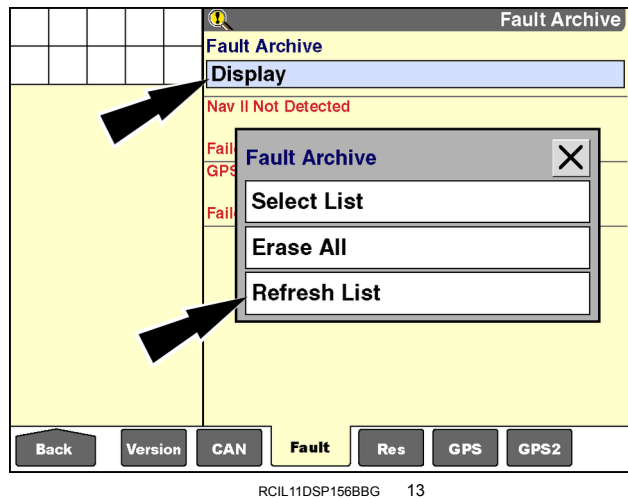 Fault Archive
Fault Archive
Display
Nav II Not Detected
Fault Archive
Select List
Erase All
Refresh List
Back Version CAN Fault Res GPS GPS2
RCIL11DSP156BBG 13